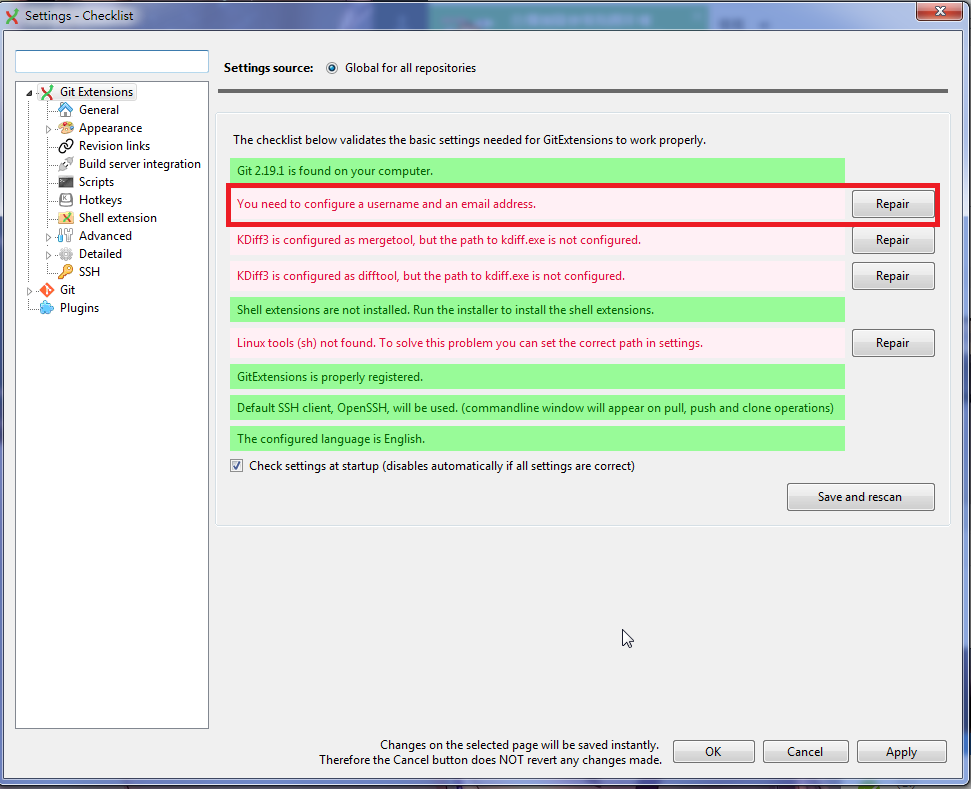 Settings - Checklist
Settings source:
Global for all repositories
Git Extensions
General
Appearance
Revision links
Build server integration
Scripts
Hotkeys
Shell extension
Advanced
Detailed
SSH
Git
Plugins
The checklist below validates the basic settings needed for GitExtensions to work properly.
Git 2.19.1 is found on your computer.
You need to configure a username and an email address.
Repair
KDiff3 is configured as mergetool, but the path to kdiff.exe is not configured.
Repair
KDiff3 is configured as difftool, but the path to kdiff.exe is not configured.
Repair
Shell extensions are not installed. Run the installer to install the shell extensions.
Linux tools (sh) not found. To solve this problem you can set the correct path in settings.
Repair
GitExtensions is properly registered.
Default SSH client, OpenSSH, will be used. (commandline window will appear on pull, push and clone operations)
The configured language is English.
Check settings at startup (disables automatically if all settings are correct)
Save and rescan
Changes on the selected page will be saved instantly.
Therefore the Cancel button does NOT revert any changes made.
OK
Cancel
Apply